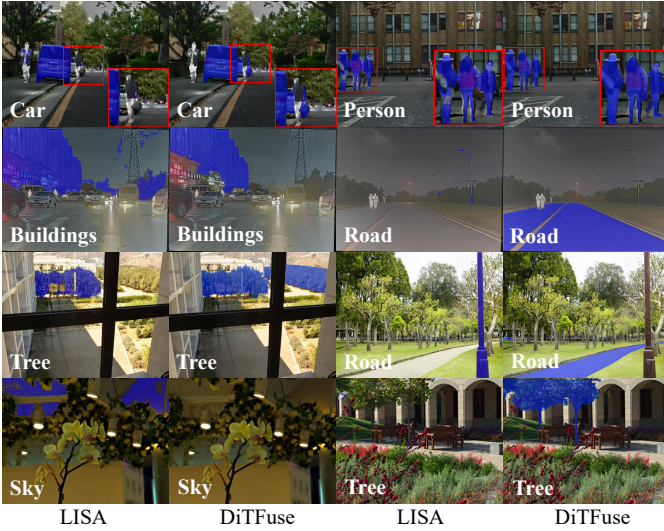 Car Car Person Person
Buildings Buildings Road Road
Tree Tree Road Road
Sky Sky Tree Tree
LISA DiTFuse LISA DiTFuse